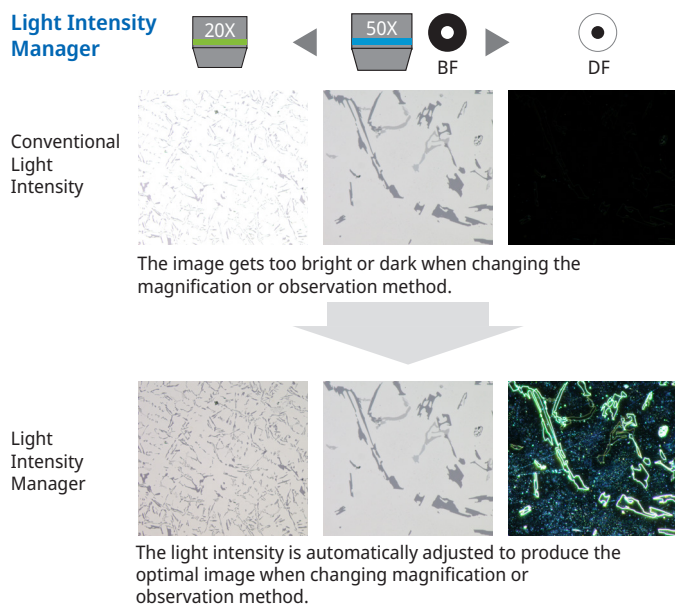 Light Intensity
Manager
20X
50X
BF
DF
Conventional
Light
Intensity
The image gets too bright or dark when changing the
magnification or observation method.
Light
Intensity
Manager
The light intensity is automatically adjusted to produce the
optimal image when changing magnification or
observation method.